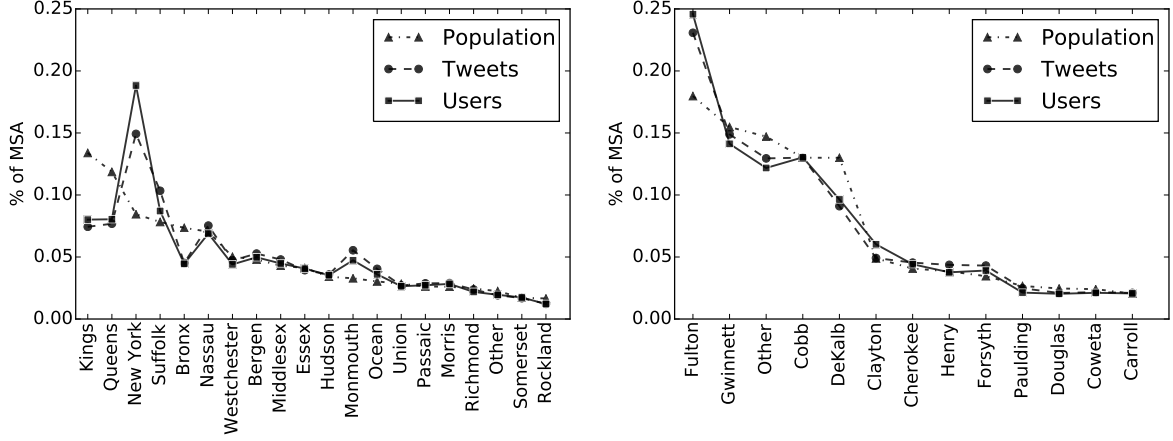 % of MSA
0.25
0.20
0.15
0.10
0.05
0.00
Population
Tweets
Users
Kings
Queens
New York
Suffolk
Bronx
Nassau
Westchester
Bergen
Middlesex
Essex
Hudson
Monmouth
Ocean
Union
Passaic
Morris
Richmond
Other
Somerset
Rockland
% of MSA
0.25
0.20
0.15
0.10
0.05
0.00
Population
Tweets
Users
Fulton
Gwinnett
Other
Cobb
DeKalb
Clayton
Cherokee
Henry
Forsyth
Paulding
Douglas
Coweta
Carroll